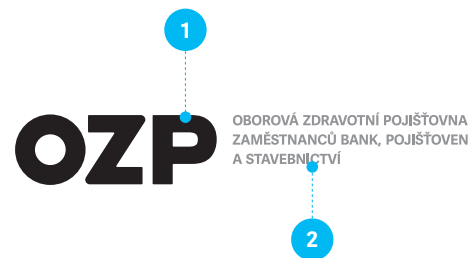 1
OZP
OBOROVÁ ZDRAVOTNÍ POJIŠŤOVNA
ZAMĚSTNANCŮ BANK, POJIŠŤOVEN
A STAVEBNICTVÍ
2